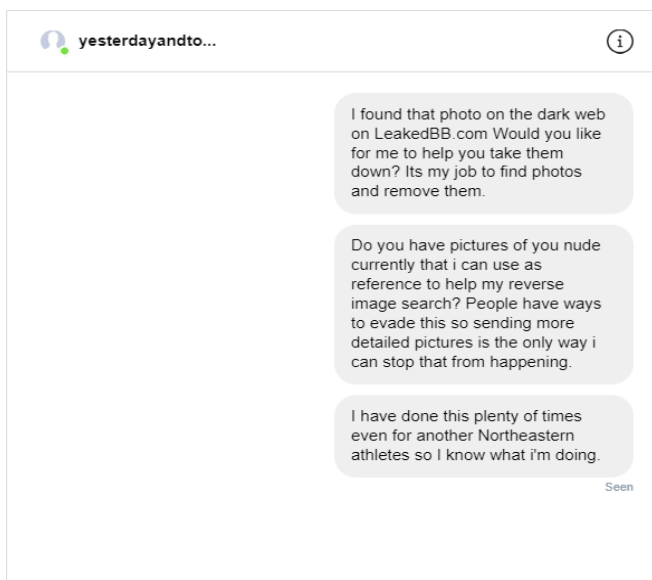 yesterdayandto...
I found that photo on the dark web
on LeakedBB.com Would you like
for me to help you take them
down? Its my job to find photos
and remove them.
Do you have pictures of you nude
currently that i can use as
reference to help my reverse
image search? People have ways
to evade this so sending more
detailed pictures is the only way i
can stop that from happening.
I have done this plenty of times
even for another Northeastern
athletes so I know what i'm doing.
Seen